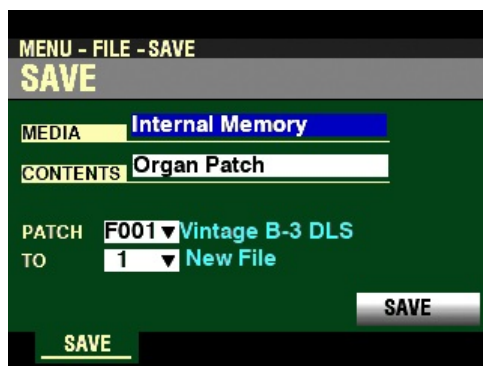 MENU - FILE - SAVE
SAVE
MEDIA Internal Memory
CONTENTS Organ Patch
PATCH F001 Vintage B-3 DLS
TO 1 New File
SAVE
SAVE